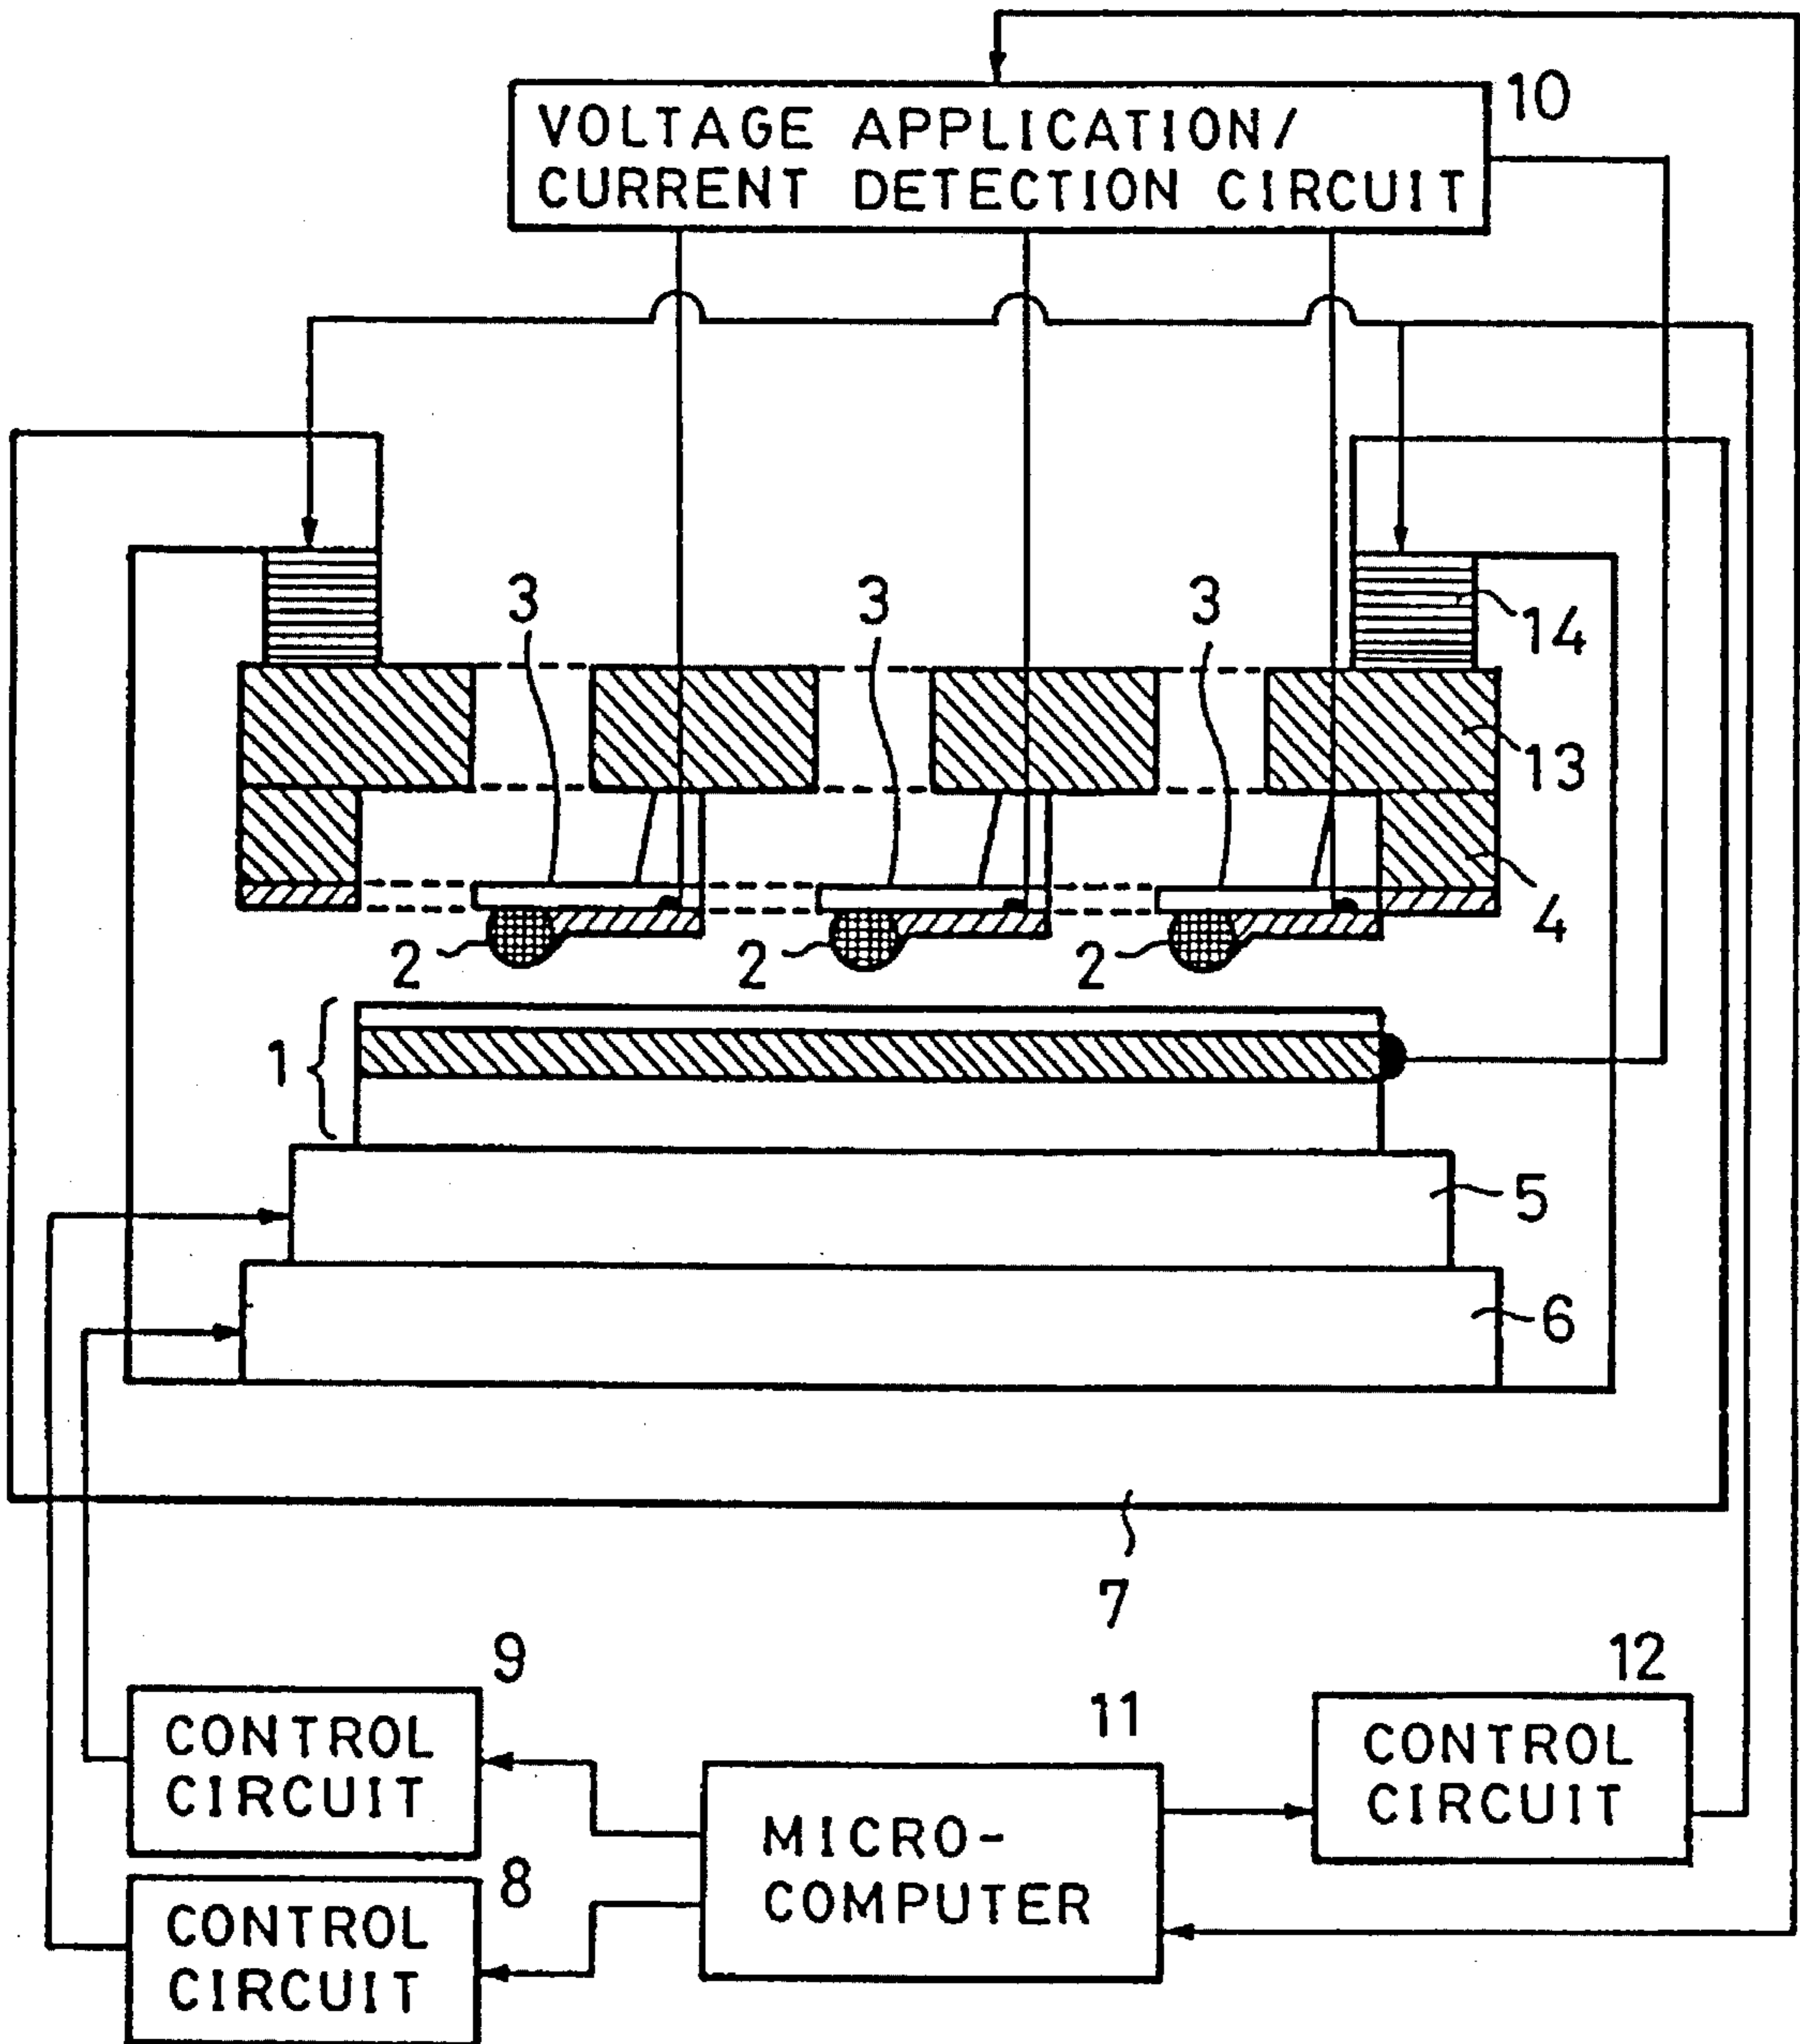 10
VOLTAGE APPLICATION/
CURRENT DETECTION CIRCUIT
3
3
3
14
13
4
2
2
2
1
5
6
7
9
CONTROL
CIRCUIT
8
CONTROL
CIRCUIT
11
MICRO-
COMPUTER
12
CONTROL
CIRCUIT